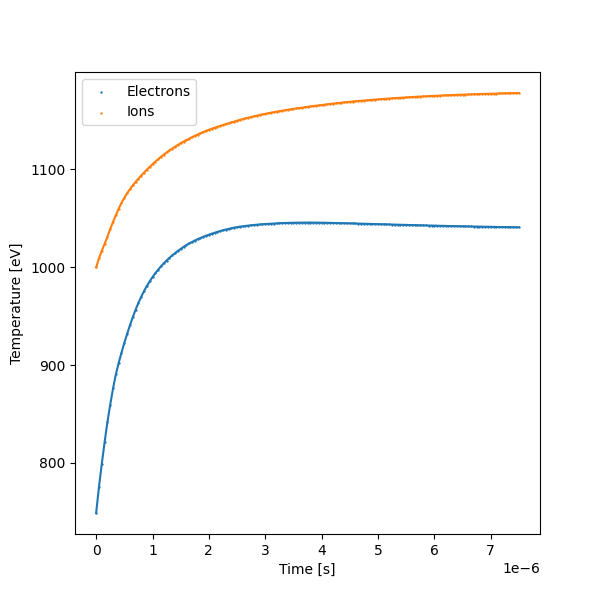 Electrons
Ions
Temperature [eV]
1100
1000
900
800
0 1 2 3 4 5 6 7
1e−6
Time [s]